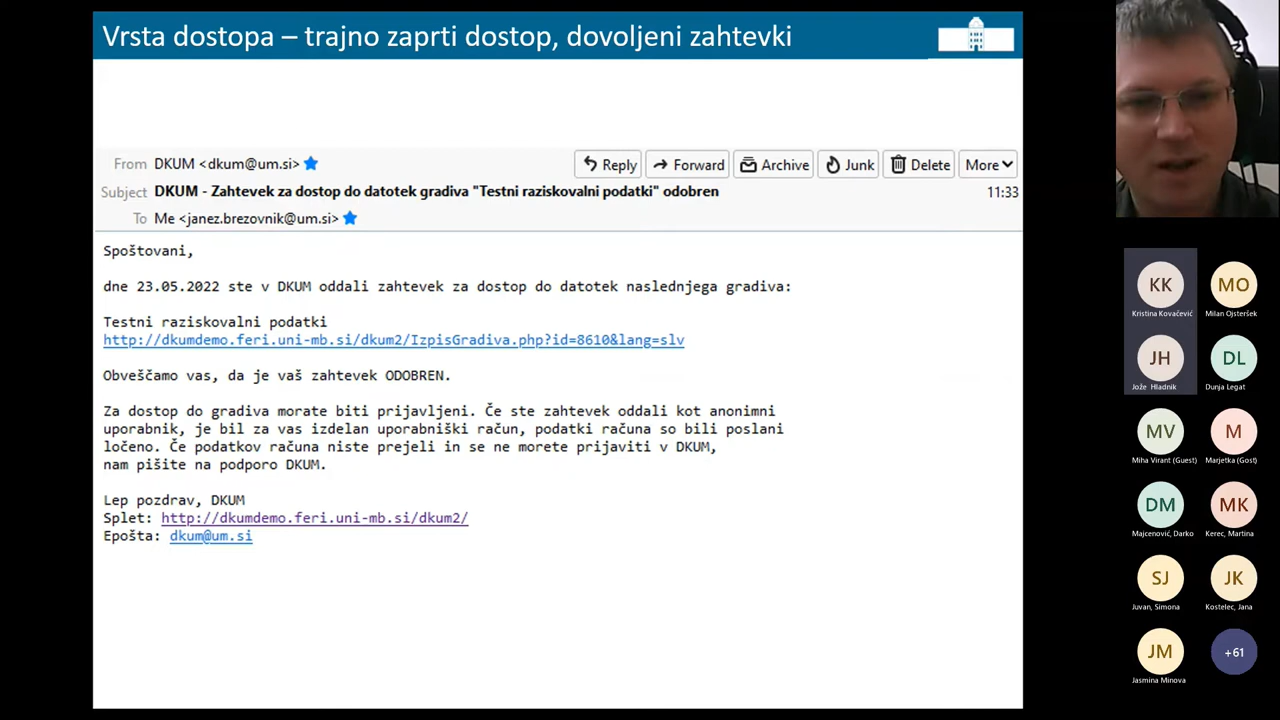 Vrsta dostopa – trajno zaprti dostop, dovoljeni zahtevki
From DKUM <dkum@um.si>
Reply Forward Archive Junk Delete More
Subject DKUM - Zahtevek za dostop do datotek gradiva "Testni raziskovalni podatki" odobren 11:33
To Me <janez.brezovnik@um.si>
Spoštovani,
dne 23.05.2022 ste v DKUM oddali zahtevek za dostop do datotek naslednjega gradiva:
Testni raziskovalni podatki
http://dkumdemo.feri.uni-mb.si/dkum2/IzpisGradiva.php?id=8610&lang=slv
Obveščamo vas, da je vaš zahtevek ODOBREN.
Za dostop do gradiva morate biti prijavljeni. Če ste zahtevek oddali kot anonimni
uporabnik, je bil za vas izdelan uporabniški račun, podatki računa so bili poslani
ločeno. Če podatkov računa niste prejeli in se ne morete prijaviti v DKUM,
nam pišite na podporo DKUM.
Lep pozdrav, DKUM
Splet: http://dkumdemo.feri.uni-mb.si/dkum2/
Epošta: dkum@um.si
KK MO
Kristina Kovačević Milan Ojsteršek
JH DL
Jože Hladnik Dunja Legat
MV M
Miha Virant (Guest) Marjetka (Gost)
DM MK
Majcenović, Darko Kerec, Martina
SJ JK
Juvan, Simona Kostelec, Jana
JM +61
Jasmina Minova